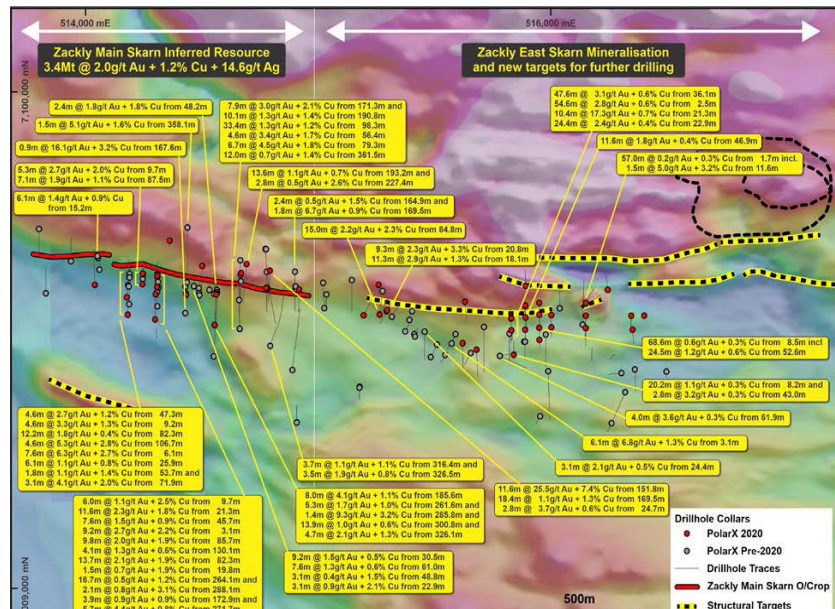 514,000 mE
516,000 mE
7,100,000 mN
Zackly Main Skarn Inferred Resource
3.4Mt @ 2.0g/t Au + 1.2% Cu + 14.6g/t Ag
Zackly East Skarn Mineralisation
and new targets for further drilling
2.4m @ 1.8g/t Au + 1.8% Cu from 48.2m
1.5m @ 5.1g/t Au + 1.6% Cu from 358.1m
0.9m @ 16.1g/t Au + 3.2% Cu from 167.6m
5.3m @ 2.7g/t Au + 2.0% Cu from 9.7m
7.1m @ 1.9g/t Au + 1.1% Cu from 87.5m
6.1m @ 1.4g/t Au + 0.9% Cu
from 15.2m
7.9m @ 3.0g/t Au + 2.1% Cu from 171.3m and
10.1m @ 1.3g/t Au + 1.4% Cu from 190.8m
33.4m @ 1.3g/t Au + 1.2% Cu from 98.3m
4.6m @ 3.4g/t Au + 1.7% Cu from 56.4m
6.7m @ 4.5g/t Au + 1.8% Cu from 79.3m
12.0m @ 0.7g/t Au + 1.4% Cu from 361.5m
13.6m @ 1.1g/t Au + 0.7% Cu from 193.2m and
2.8m @ 0.5g/t Au + 2.6% Cu from 227.4m
2.4m @ 0.5g/t Au + 1.5% Cu from 164.9m and
1.8m @ 6.7g/t Au + 0.9% Cu from 169.5m
15.0m @ 2.2g/t Au + 2.3% Cu from 84.8m
9.3m @ 2.3g/t Au + 3.3% Cu from 20.8m
11.3m @ 2.9g/t Au + 1.3% Cu from 18.1m
47.6m @ 3.1g/t Au + 0.6% Cu from 36.1m
54.6m @ 2.8g/t Au + 0.6% Cu from 2.5m
10.4m @ 17.3g/t Au + 0.7% Cu from 21.3m
24.4m @ 2.4g/t Au + 0.4% Cu from 22.9m
11.6m @ 1.8g/t Au + 0.4% Cu from 46.9m
57.0m @ 0.2g/t Au + 0.3% Cu from 1.7m incl.
1.5m @ 5.0g/t Au + 3.2% Cu from 11.6m
68.6m @ 0.6g/t Au + 0.3% Cu from 8.5m incl
24.5m @ 1.2g/t Au + 0.6% Cu from 52.6m
20.2m @ 1.1g/t Au + 0.3% Cu from 8.2m and
2.8m @ 3.2g/t Au + 0.3% Cu from 43.0m
4.0m @ 3.6g/t Au + 0.3% Cu from 61.9m
6.1m @ 6.8g/t Au + 1.3% Cu from 3.1m
3.1m @ 2.1g/t Au + 0.5% Cu from 24.4m
11.6m @ 25.5g/t Au + 7.4% Cu from 151.8m
18.4m @ 1.1g/t Au + 1.3% Cu from 169.5m
2.8m @ 3.7g/t Au + 0.6% Cu from 24.7m
4.6m @ 2.7g/t Au + 1.2% Cu from 47.3m
4.6m @ 3.3g/t Au + 1.3% Cu from 9.2m
12.2m @ 1.8g/t Au + 0.4% Cu from 82.3m
4.6m @ 5.3g/t Au + 2.8% Cu from 106.7m
7.6m @ 6.3g/t Au + 2.7% Cu from 6.1m
6.1m @ 1.1g/t Au + 0.8% Cu from 25.9m
1.8m @ 1.1g/t Au + 1.4% Cu from 53.7m and
3.1m @ 4.1g/t Au + 2.0% Cu from 71.9m
3.7m @ 1.1g/t Au + 1.1% Cu from 316.4m and
3.5m @ 1.9g/t Au + 0.8% Cu from 326.5m
8.0m @ 4.1g/t Au + 1.1% Cu from 185.6m
5.3m @ 1.7g/t Au + 1.0% Cu from 261.6m and
1.4m @ 9.3g/t Au + 3.2% Cu from 285.8m and
13.9m @ 1.0g/t Au + 0.6% Cu from 300.8m and
4.7m @ 2.1g/t Au + 1.3% Cu from 326.1m
9.2m @ 1.5g/t Au + 0.5% Cu from 30.5m
7.6m @ 1.3g/t Au + 0.6% Cu from 61.0m
3.1m @ 0.4g/t Au + 1.5% Cu from 48.8m
3.1m @ 0.9g/t Au + 2.1% Cu from 22.9m
6.0m @ 1.1g/t Au + 2.5% Cu from 9.7m
11.6m @ 2.3g/t Au + 1.8% Cu from 21.3m
7.6m @ 1.5g/t Au + 0.9% Cu from 45.7m
9.2m @ 2.7g/t Au + 2.2% Cu from 3.1m
9.8m @ 2.0g/t Au + 1.9% Cu from 85.7m
4.1m @ 1.3g/t Au + 0.6% Cu from 130.1m
13.7m @ 2.1g/t Au + 1.9% Cu from 82.3m
1.5m @ 0.7g/t Au + 1.9% Cu from 19.8m
16.7m @ 0.5g/t Au + 1.2% Cu from 264.1m and
2.1m @ 0.8g/t Au + 3.1% Cu from 288.1m
3.9m @ 0.9g/t Au + 0.9% Cu from 172.9m and
009,000 mN
500m
Drillhole Collars
PolarX 2020
PolarX Pre-2020
Drillhole Traces
Zackly Main Skarn O/Crop
Structural Targets